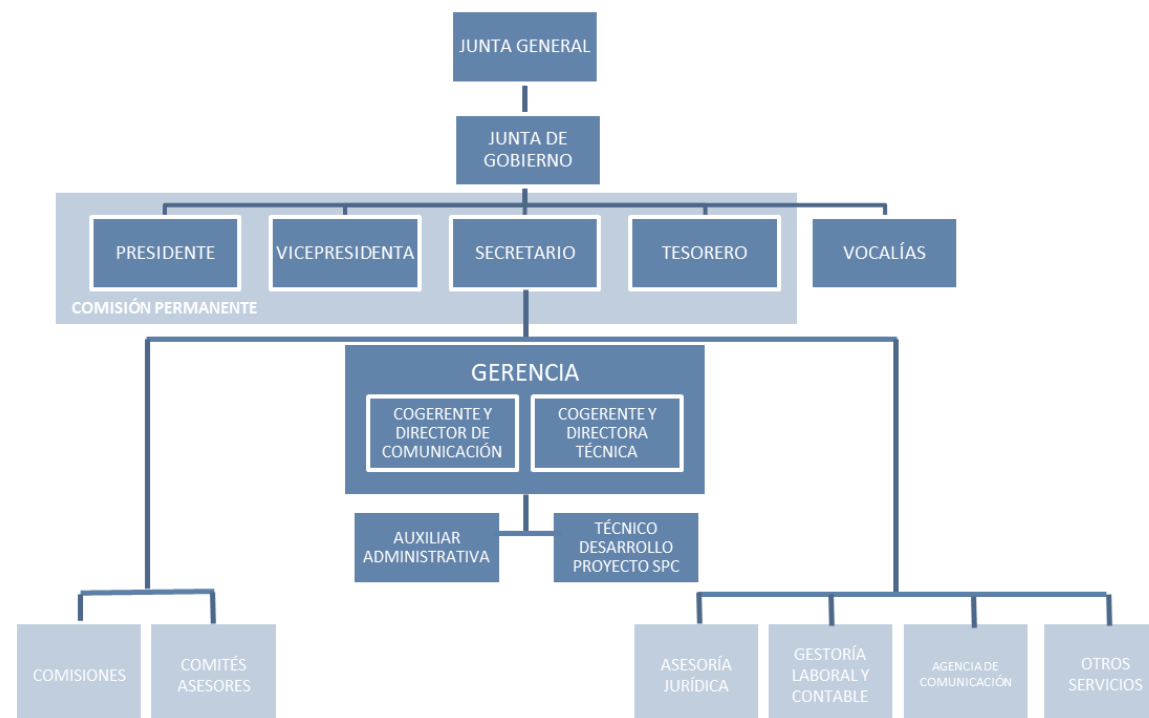 JUNTA GENERAL
JUNTA DE
GOBIERNO
PRESIDENTE
VICEPRESIDENTA
SECRETARIO
TESORERO
VOCALÍAS
COMISIÓN PERMANENTE
GERENCIA
COGERENTE Y
DIRECTOR DE
COMUNICACIÓN
COGERENTE Y
DIRECTORA
TÉCNICA
AUXILIAR
ADMINISTRATIVA
TÉCNICO
DESARROLLO
PROYECTO SPC
COMISIONES
COMITÉS
ASESORES
ASESORÍA
JURÍDICA
GESTORÍA
LABORAL Y
CONTABLE
AGENCIA DE
COMUNICACIÓN
OTROS
SERVICIOS